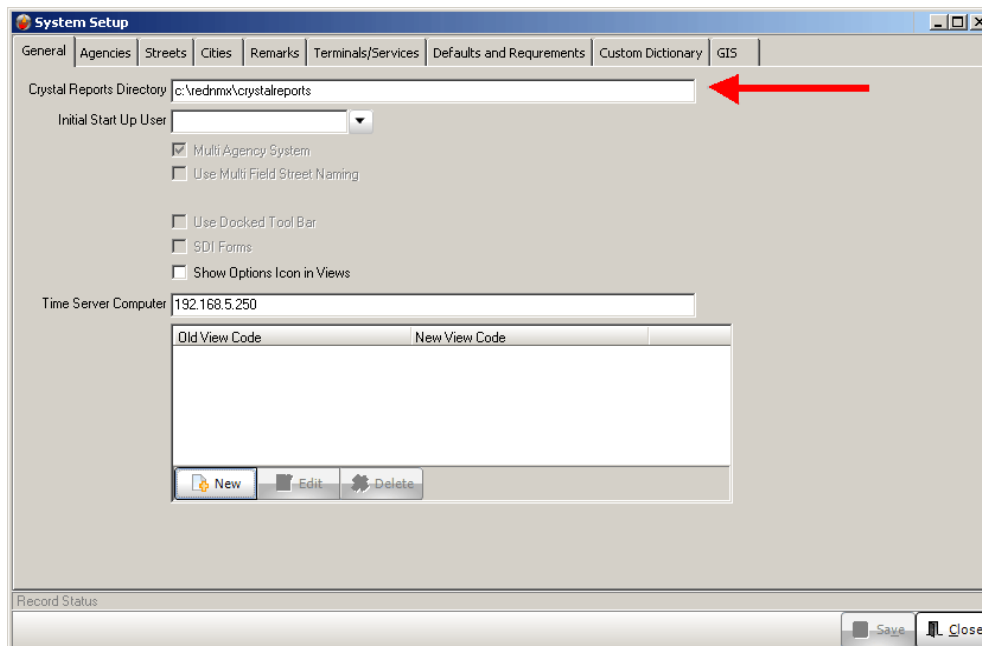 System Setup
General Agencies Streets Cities Remarks Terminals/Services Defaults and Requrements Custom Dictionary GIS
Crystal Reports Directory c:\rednmx\crystalreports
Initial Start Up User
Multi Agency System
Use Multi Field Street Naming
Use Docked Tool Bar
SDI Forms
Show Options Icon in Views
Time Server Computer 192.168.5.250
Old View Code New View Code
New Edit Delete
Record Status
Save Close